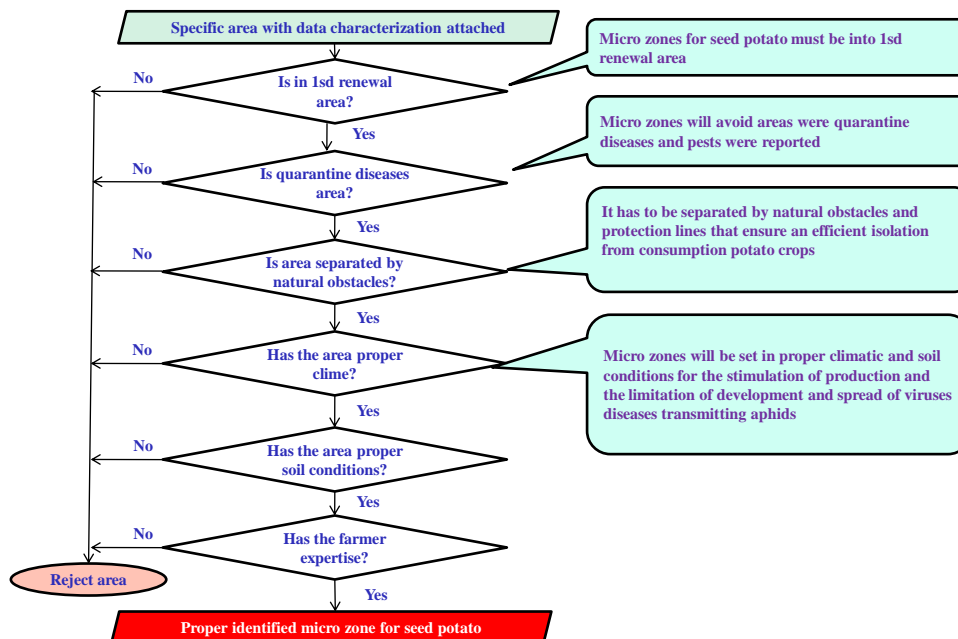 Specific area with data characterization attached
Micro zones for seed potato must be into 1sd
renewal area
No
Is in 1sd renewal
area?
Yes
Micro zones will avoid areas were quarantine
diseases and pests were reported
No
Is quarantine diseases
area?
Yes
It has to be separated by natural obstacles and
protection lines that ensure an efficient isolation
from consumption potato crops
No
Is area separated by
natural obstacles?
Yes
Micro zones will be set in proper climatic and soil
conditions for the stimulation of production and
the limitation of development and spread of viruses
diseases transmitting aphids
No
Has the area proper
clime?
Yes
No
Has the area proper
soil conditions?
Yes
No
Has the farmer
expertise?
Reject area
Yes
Proper identified micro zone for seed potato